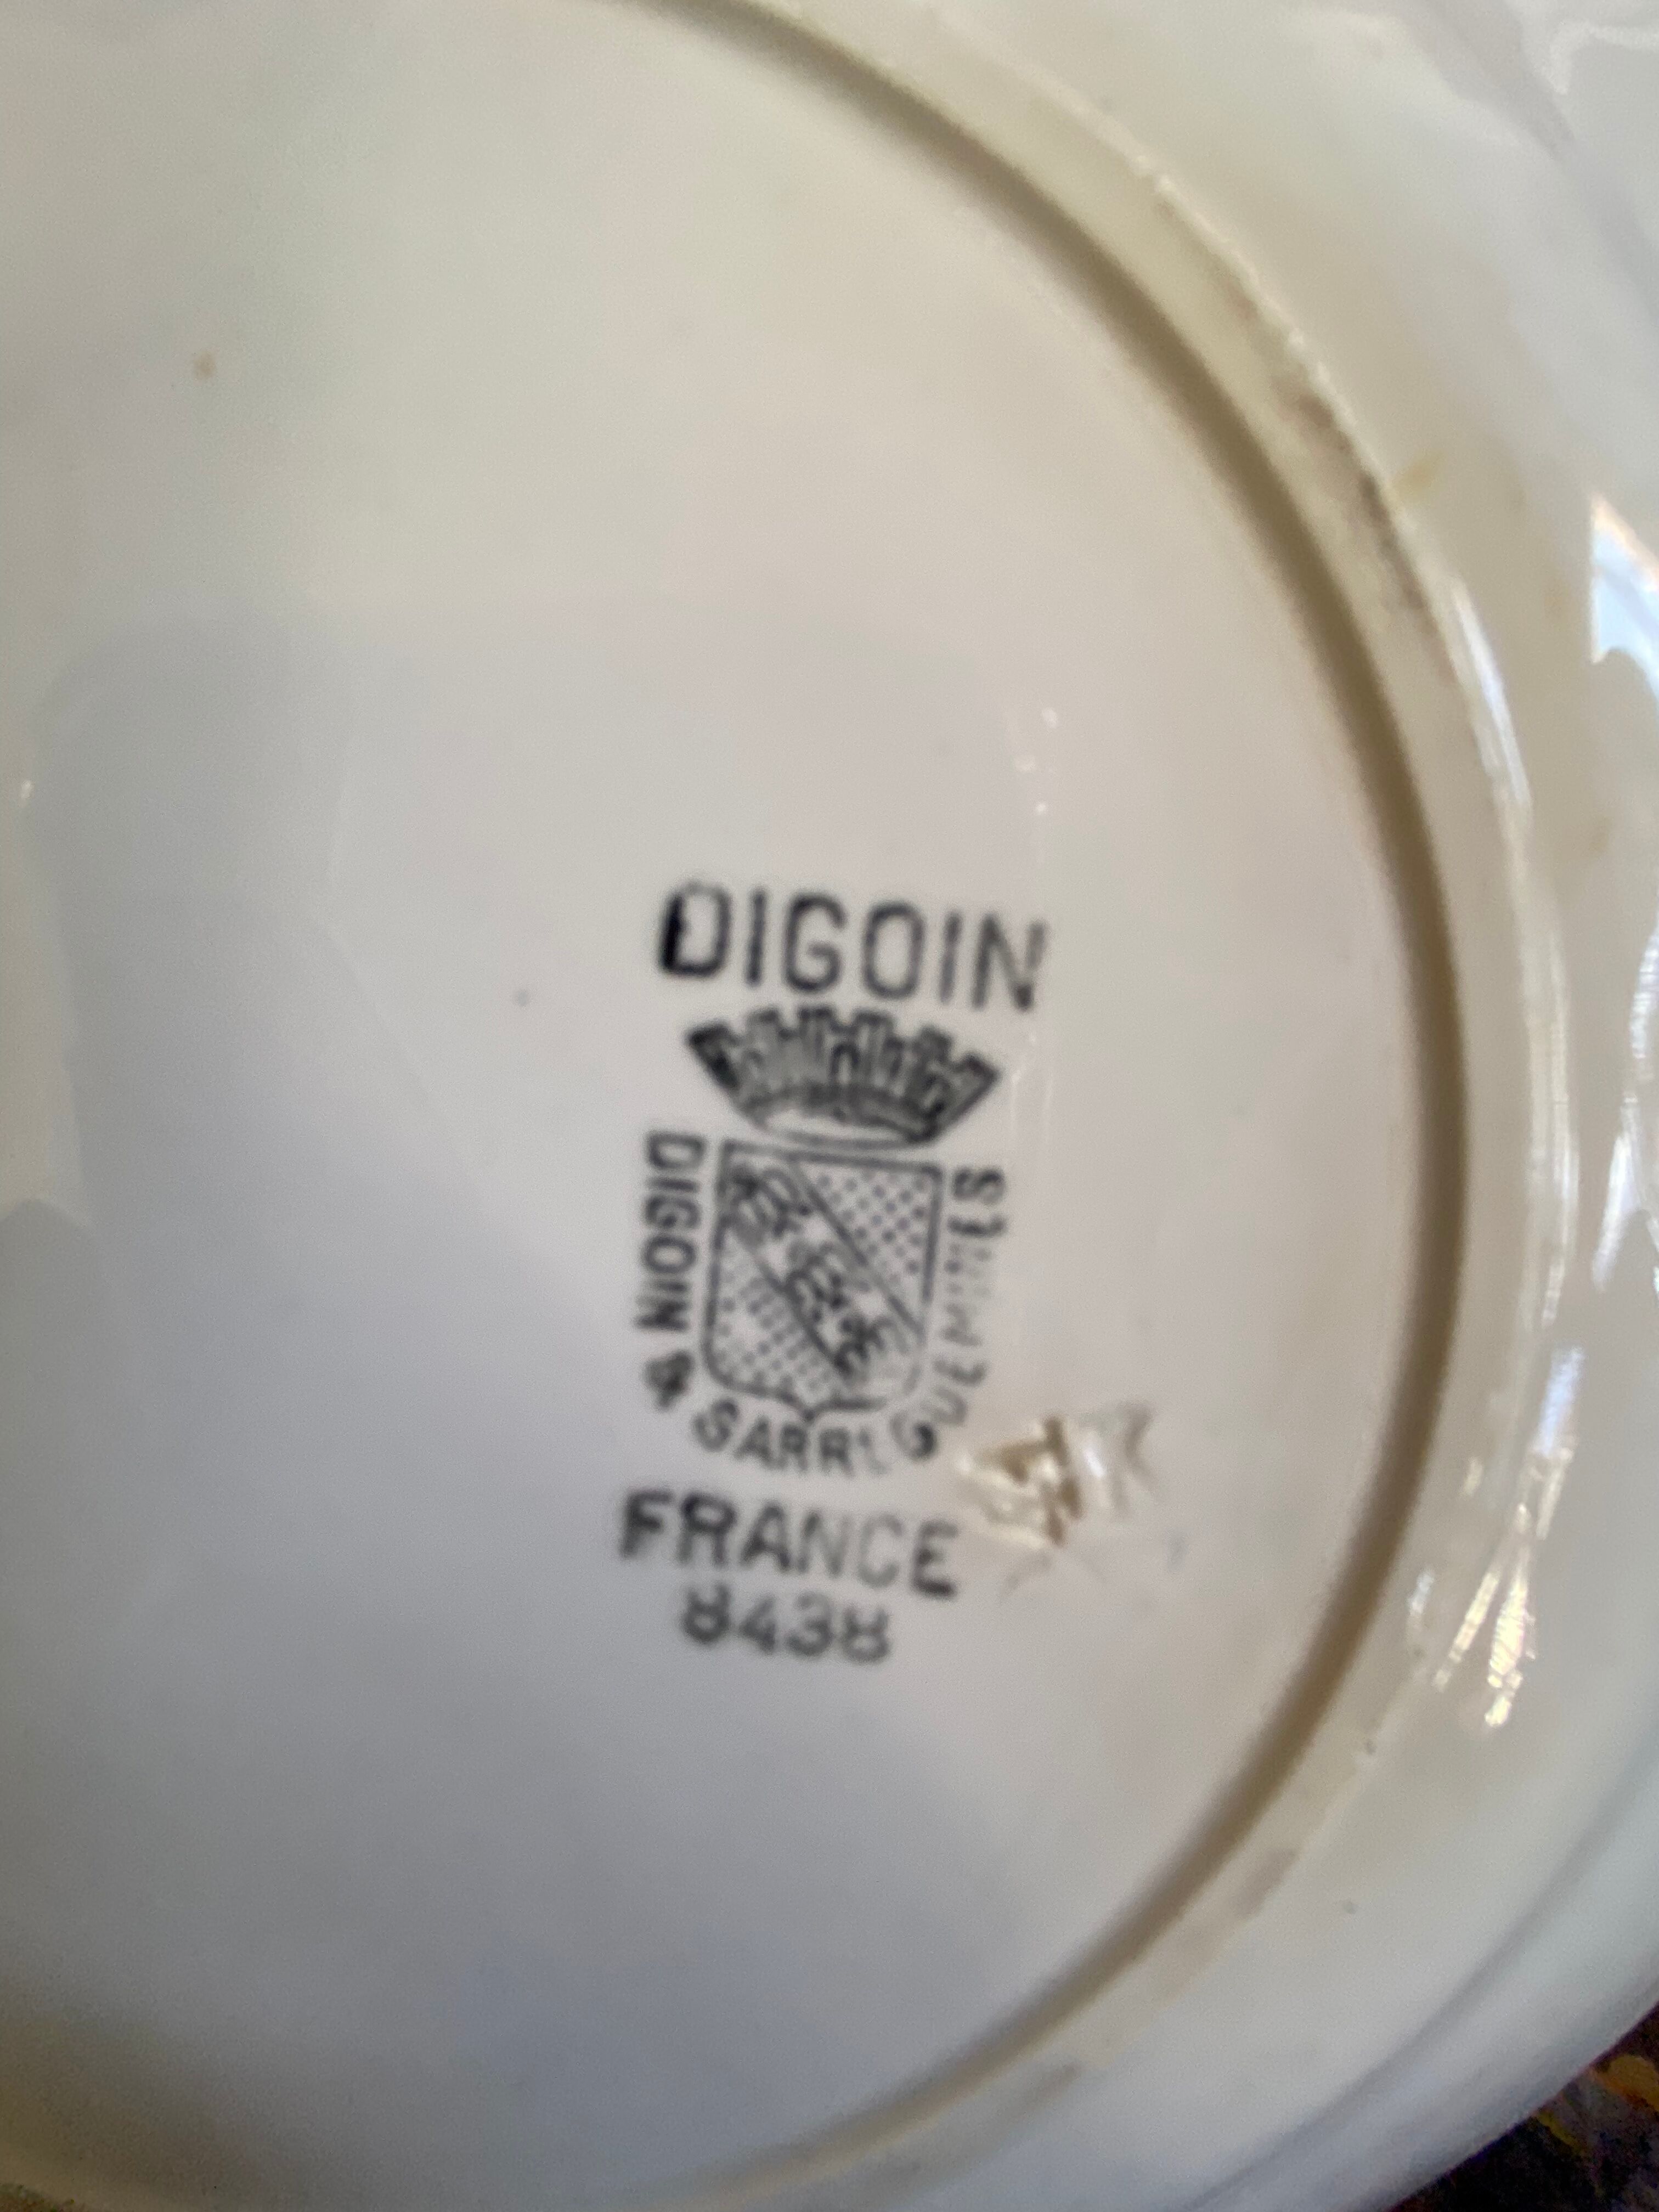 DIGOIN
DIGOIN & SARREGUEMINES
FRANCE
8438